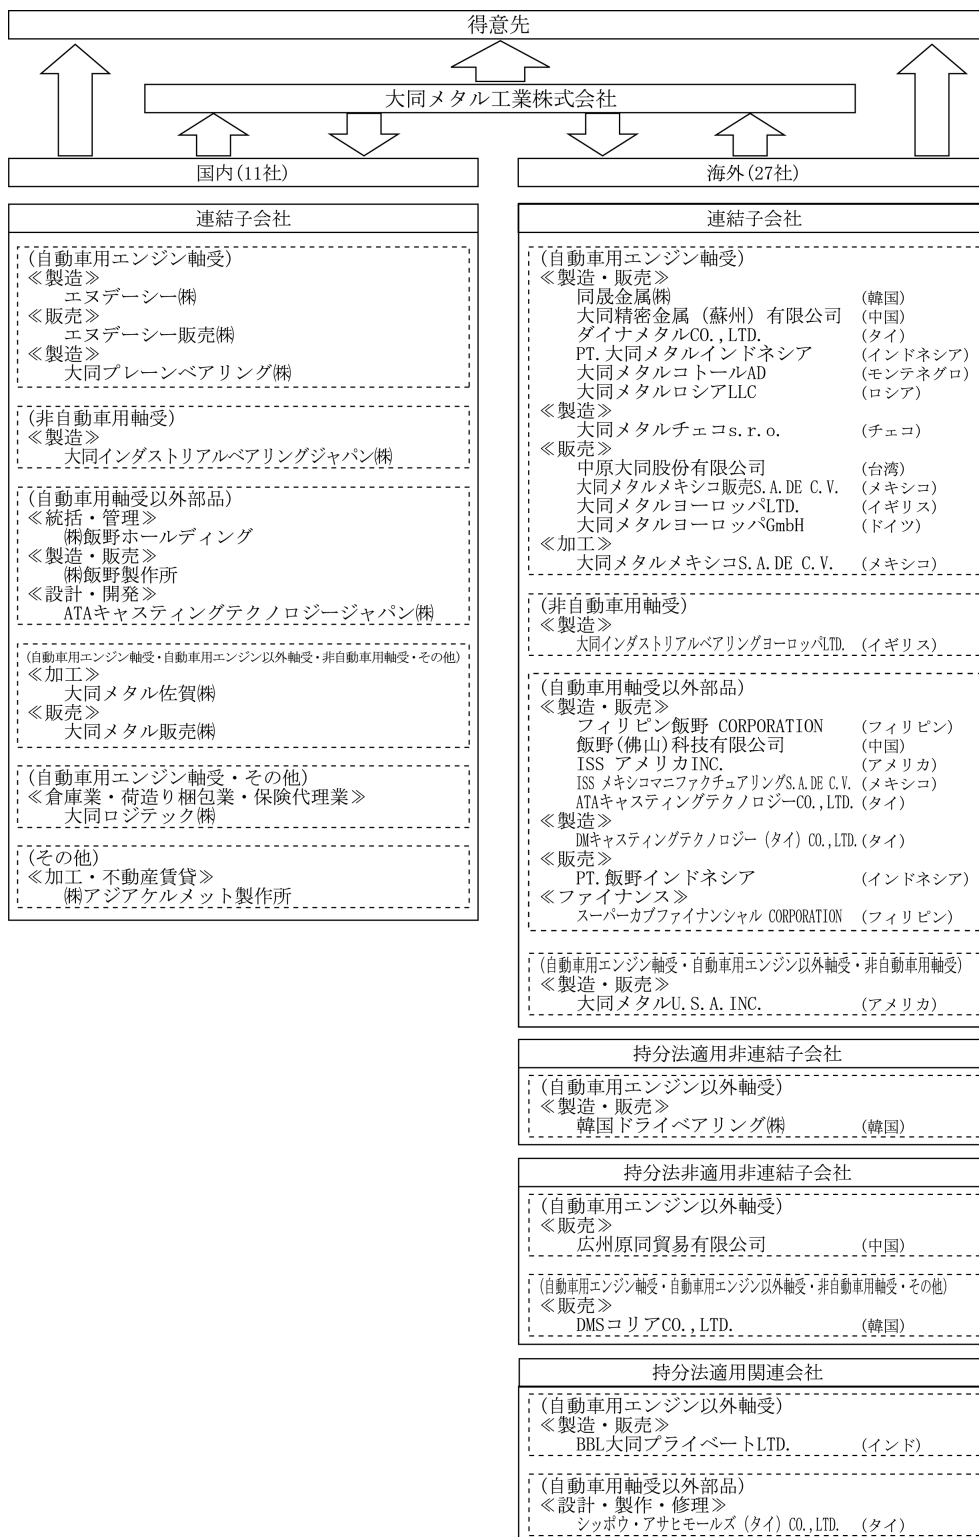 得意先
大同メタル工業株式会社
国内(11社)
連結子会社
(自動車用エンジン軸受)
≪製造≫
エヌデーシー㈱
≪販売≫
エヌデーシー販売㈱
≪製造≫
大同プレーンベアリング㈱
(非自動車用軸受)
≪製造≫
大同インダストリアルベアリングジャパン㈱
(自動車用軸受以外部品)
≪統括・管理≫
㈱飯野ホールディング
≪製造・販売≫
㈱飯野製作所
≪設計・開発≫
ATAキャスティングテクノロジージャパン㈱
(自動車用エンジン軸受・自動車用エンジン以外軸受・非自動車用軸受・その他)
≪加工≫
大同メタル佐賀㈱
≪販売≫
大同メタル販売㈱
(自動車用エンジン軸受・その他)
≪倉庫業・荷造り梱包業・保険代理業≫
大同ロジテック㈱
(その他)
≪加工・不動産賃貸≫
㈱アジアケルメット製作所
海外(27社)
連結子会社
(自動車用エンジン軸受)
≪製造・販売≫
同晟金属㈱ (韓国)
大同精密金属（蘇州）有限公司 (中国)
ダイナメタルCO.,LTD. (タイ)
PT.大同メタルインドネシア (インドネシア)
大同メタルコトールAD (モンテネグロ)
大同メタルロシアLLC (ロシア)
≪製造≫
大同メタルチェコs.r.o. (チェコ)
≪販売≫
中原大同股份有限公司 (台湾)
大同メタルメキシコ販売S.A.DE C.V. (メキシコ)
大同メタルヨーロッパLTD. (イギリス)
大同メタルヨーロッパGmbH (ドイツ)
≪加工≫
大同メタルメキシコS.A.DE C.V. (メキシコ)
(非自動車用軸受)
≪製造≫
大同インダストリアルベアリングヨーロッパLTD. (イギリス)
(自動車用軸受以外部品)
≪製造・販売≫
フィリピン飯野 CORPORATION (フィリピン)
飯野(佛山)科技有限公司 (中国)
ISS アメリカINC. (アメリカ)
ISS メキシコマニファクチュアリングS.A.DE C.V. (メキシコ)
ATAキャスティングテクノロジーCO.,LTD. (タイ)
≪製造≫
DMキャスティングテクノロジー（タイ）CO.,LTD. (タイ)
≪販売≫
PT.飯野インドネシア (インドネシア)
≪ファイナンス≫
スーパーカブファイナンシャル CORPORATION (フィリピン)
(自動車用エンジン軸受・自動車用エンジン以外軸受・非自動車用軸受)
≪製造・販売≫
大同メタルU.S.A.INC. (アメリカ)
持分法適用非連結子会社
(自動車用エンジン以外軸受)
≪製造・販売≫
韓国ドライベアリング㈱ (韓国)
持分法非適用非連結子会社
(自動車用エンジン以外軸受)
≪販売≫
広州原同貿易有限公司 (中国)
(自動車用エンジン軸受・自動車用エンジン以外軸受・非自動車用軸受・その他)
≪販売≫
DMSコリアCO.,LTD. (韓国)
持分法適用関連会社
(自動車用エンジン以外軸受)
≪製造・販売≫
BBL大同プライベートLTD. (インド)
(自動車用軸受以外部品)
≪設計・製作・修理≫
シッポウ・アサヒモールズ（タイ）CO.,LTD. (タイ)